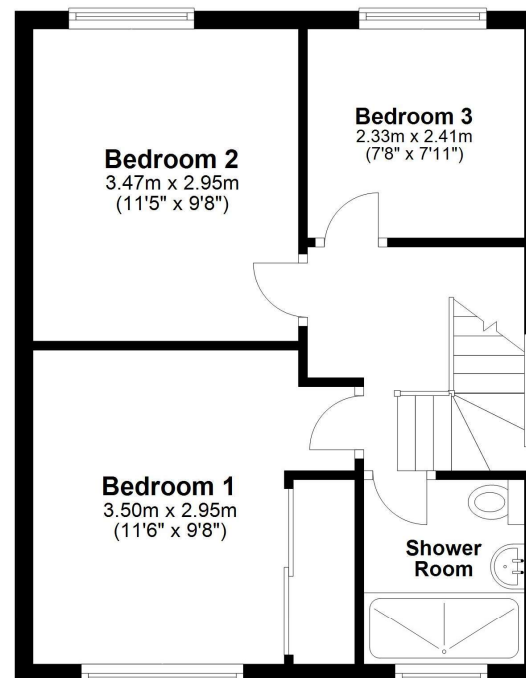 Bedroom 3
2.33m x 2.41m
(7'8" x 7'11")
Bedroom 2
3.47m x 2.95m
(11'5" x 9'8")
Bedroom 1
3.50m x 2.95m
(11'6" x 9'8")
Shower
Room